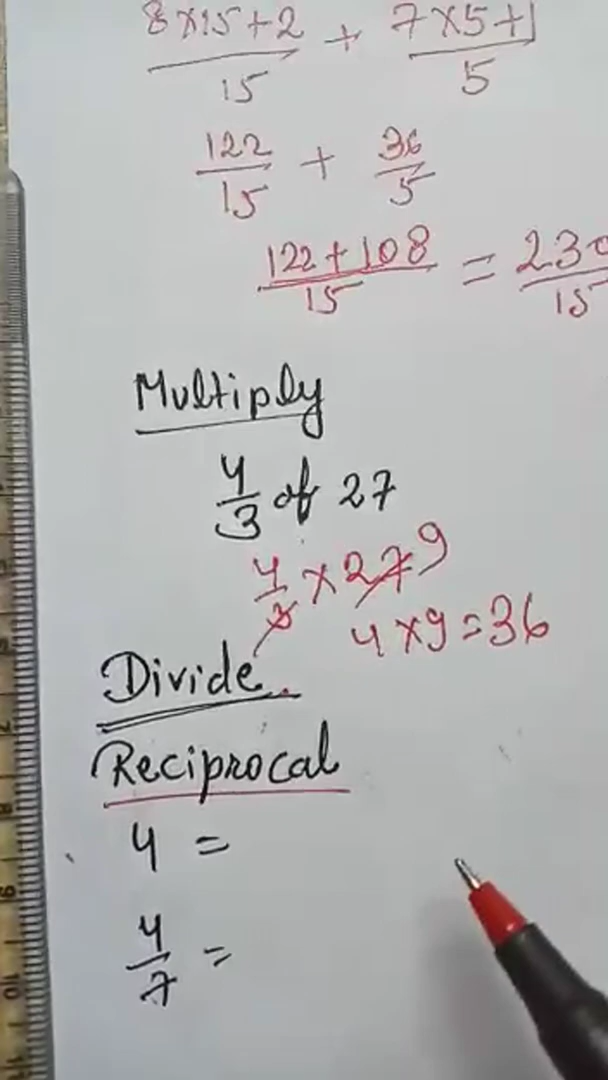 8×15+2/15 + 7×5+1/5
122/15 + 36/5
122+108/15 = 230/15
Multiply
4/3 of 27
4/3 × 27 9
4×9=36
Divide
Reciprocal
4 =
4/7 =